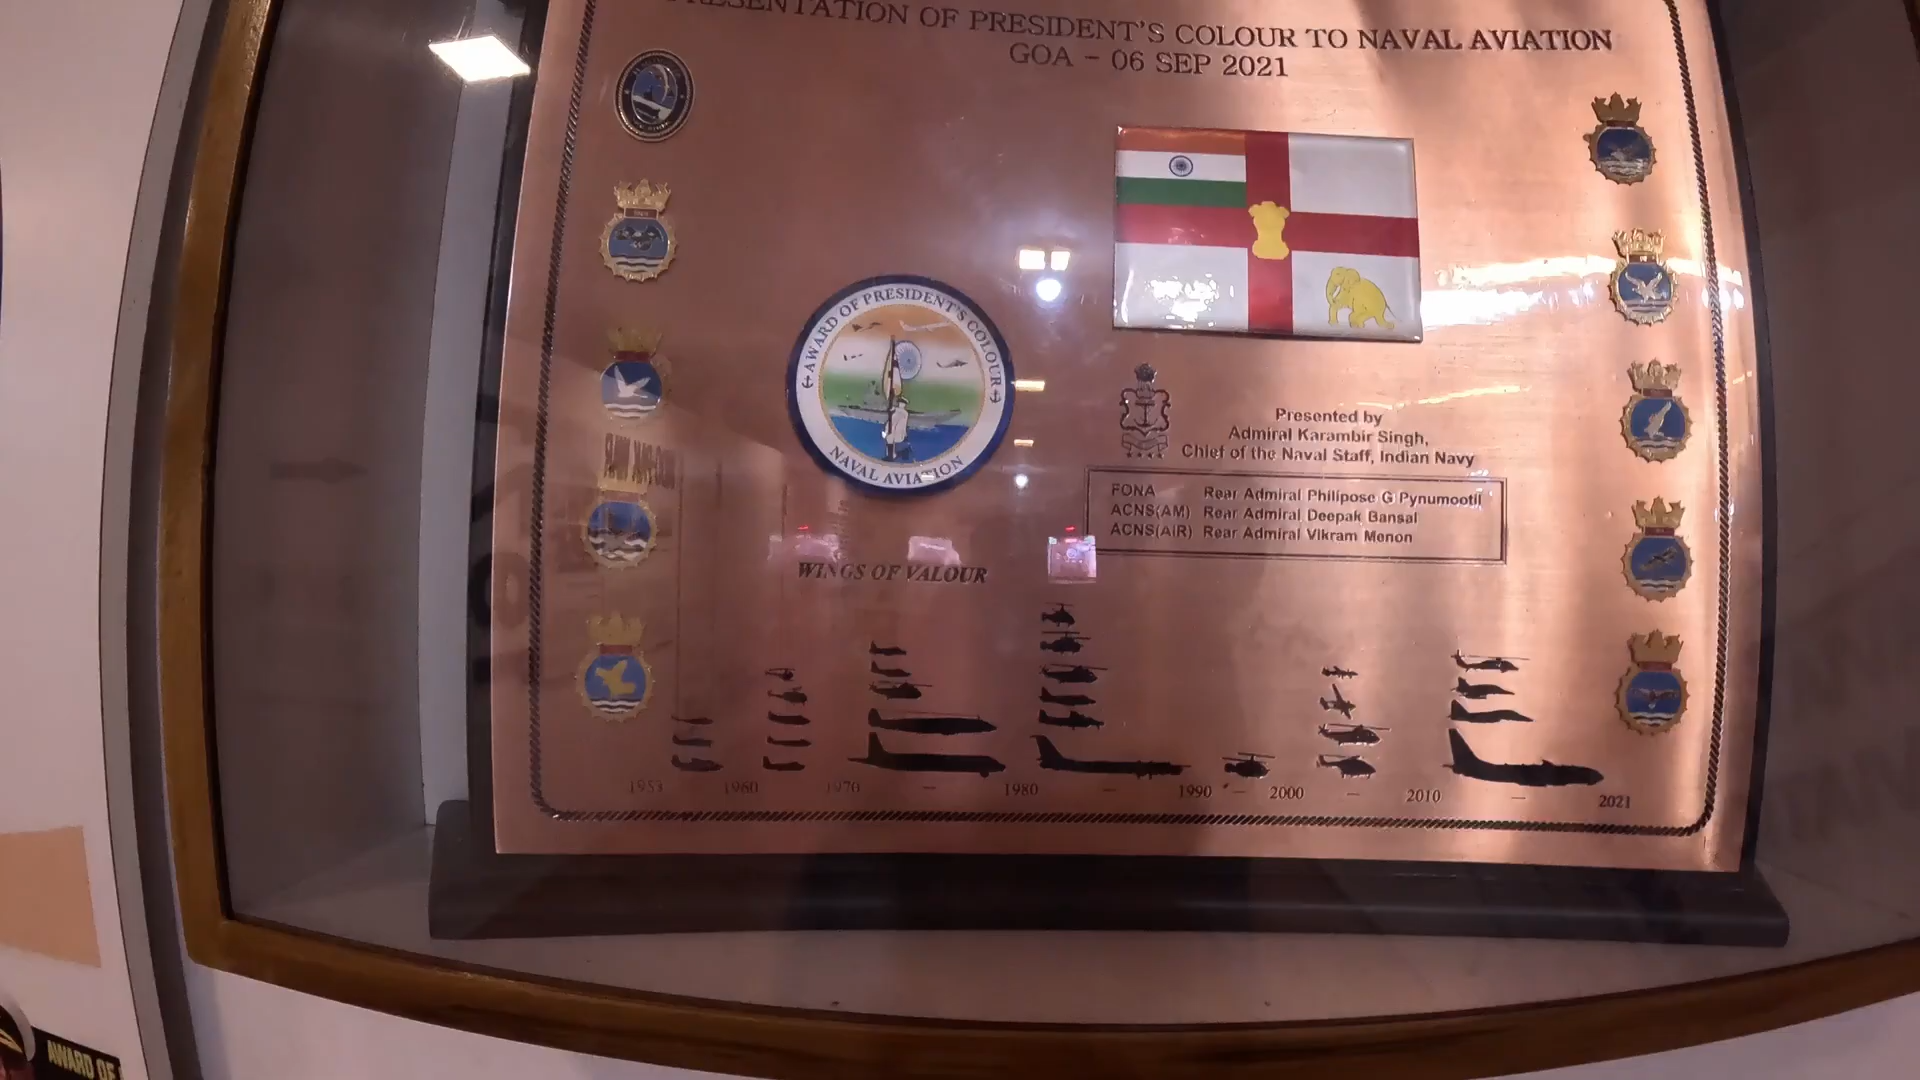 PRESENTATION OF PRESIDENT'S COLOUR TO NAVAL AVIATION
GOA - 06 SEP 2021
AWARD OF PRESIDENT'S COLOUR
NAVAL AVIATION
Presented by
Admiral Karambir Singh,
Chief of the Naval Staff, Indian Navy
FONA Rear Admiral Philipose G Pynumootil
ACNS(AM) Rear Admiral Deepak Bansal
ACNS(AIR) Rear Admiral Vikram Menon
WINGS OF VALOUR
1953 1960 1970 — 1980 — 1990 — 2000 — 2010 — 2021
AWARD OF